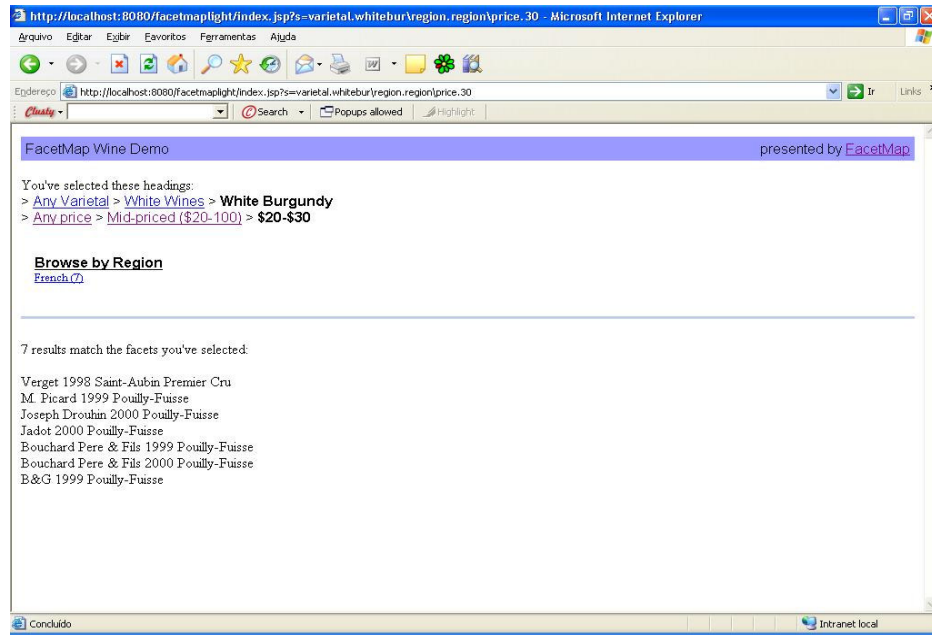 http://localhost:8080/facetmaplight/index.jsp?s=varietal.whitebur\region.region\price.30 - Microsoft Internet Explorer
Arquivo Editar Exibir Favoritos Ferramentas Ajuda
Endereço http://localhost:8080/facetmaplight/index.jsp?s=varietal.whitebur\region.region\price.30 Ir Links
Clusty Search Popups allowed Highlight
FacetMap Wine Demo presented by FacetMap
You've selected these headings:
> Any Varietal > White Wines > White Burgundy
> Any price > Mid-priced ($20-100) > $20-$30
Browse by Region
French (7)
7 results match the facets you've selected:
Verget 1998 Saint-Aubin Premier Cru
M. Picard 1999 Pouilly-Fuisse
Joseph Drouhin 2000 Pouilly-Fuisse
Jadot 2000 Pouilly-Fuisse
Bouchard Pere & Fils 1999 Pouilly-Fuisse
Bouchard Pere & Fils 2000 Pouilly-Fuisse
B&G 1999 Pouilly-Fuisse
Concluído Intranet local